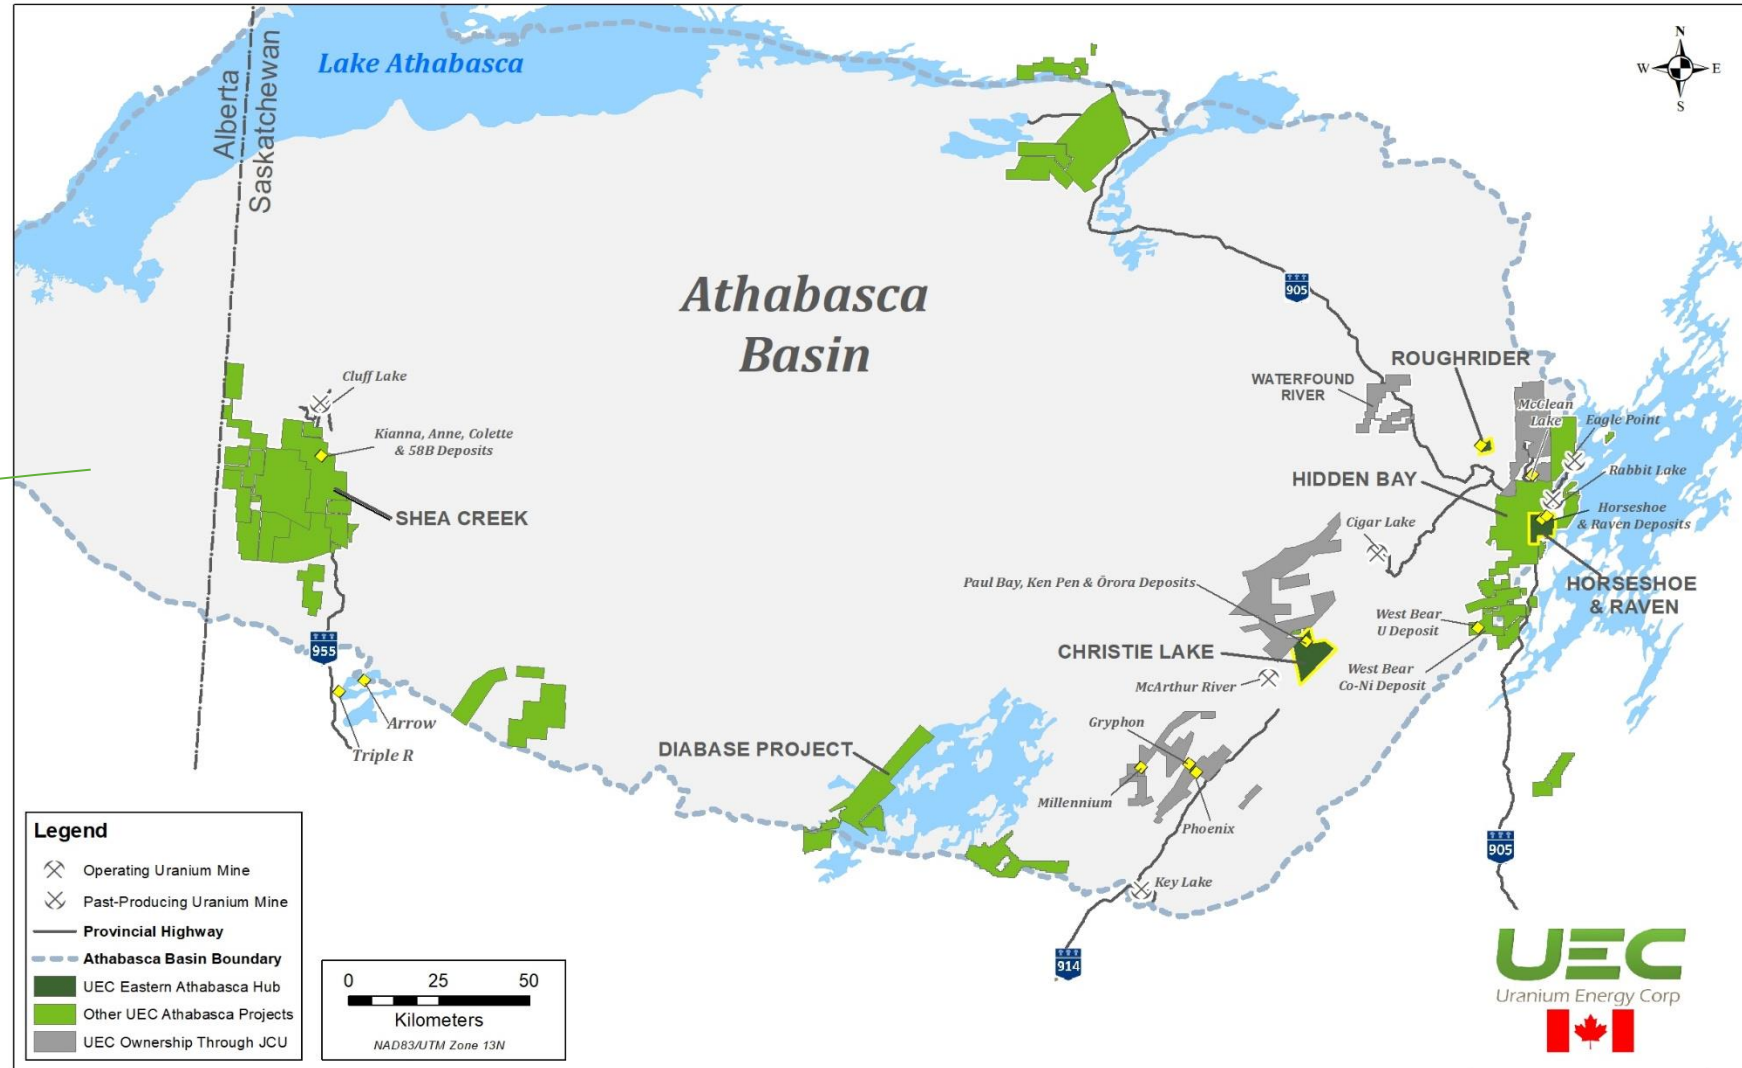 Lake Athabasca
Alberta
Saskatchewan
N
W
E
S
Athabasca
Basin
905
ROUGHRIDER
WATERFOUND
RIVER
McClean
Lake
Eagle Point
Rabbit Lake
HIDDEN BAY
Horseshoe
& Raven Deposits
Cigar Lake
HORSESHOE
& RAVEN
Cluff Lake
Kianna, Anne, Colette
& 58B Deposits
SHEA CREEK
Paul Bay, Ken Pen & Ōrora Deposits
West Bear
U Deposit
CHRISTIE LAKE
West Bear
Co-Ni Deposit
McArthur River
955
Arrow
Triple R
DIABASE PROJECT
Gryphon
Millennium
Phoenix
Key Lake
905
914
Legend
Operating Uranium Mine
Past-Producing Uranium Mine
Provincial Highway
Athabasca Basin Boundary
UEC Eastern Athabasca Hub
Other UEC Athabasca Projects
UEC Ownership Through JCU
0 25 50
Kilometers
NAD83/UTM Zone 13N
UEC
Uranium Energy Corp